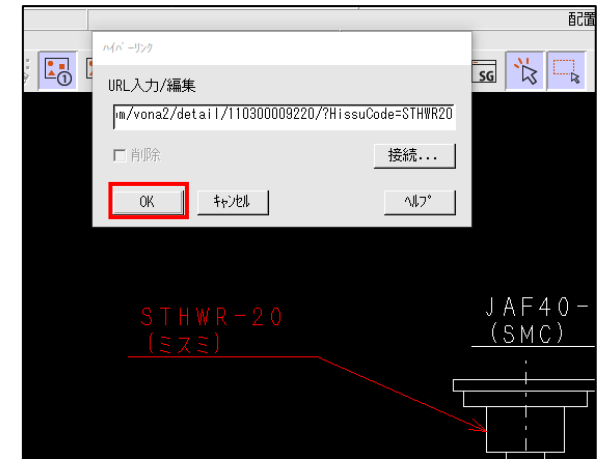 配置
ﾊｲﾊﾟｰﾘﾝｸ
SG
URL入力/編集
m/vona2/detail/110300009220/?HissuCode=STHWR20
削除
接続...
OK
ｷｬﾝｾﾙ
ﾍﾙﾌﾟ
STHWR-20
(ミスミ)
JAF40-
(SMC)